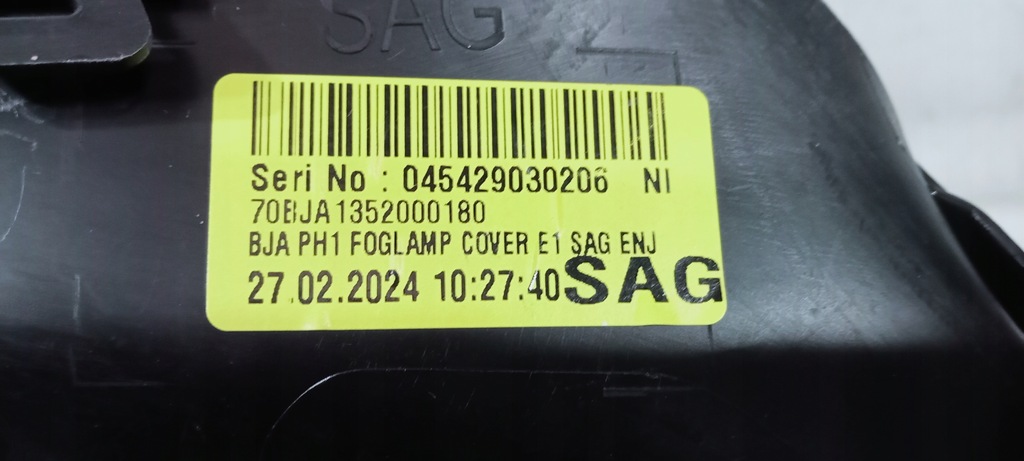 SAG
Seri No : 045429030206 NI
70BJA1352000180
BJA PH1 FOGLAMP COVER E1 SAG ENJ
27.02.2024 10:27:40 SAG